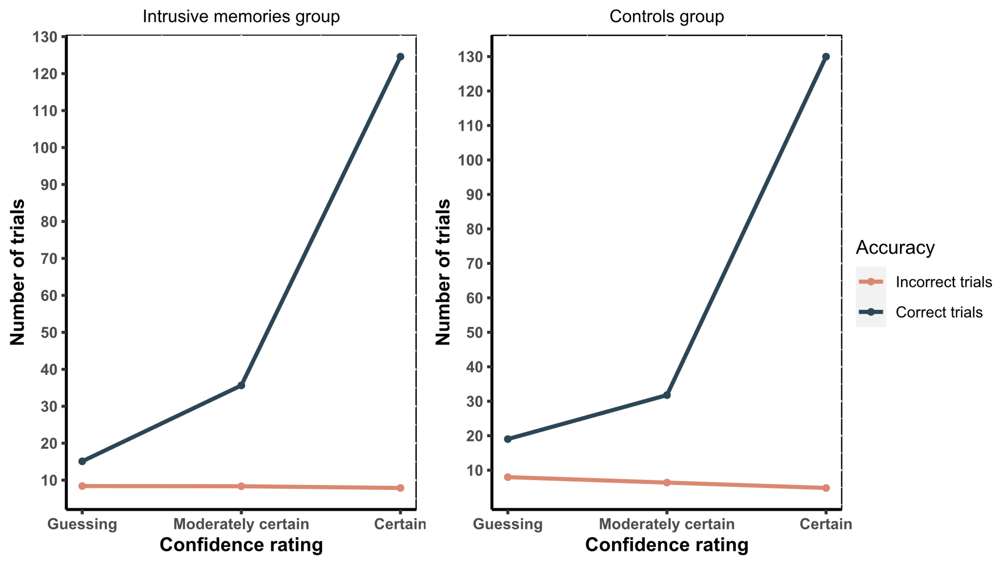 Intrusive memories group
130
120
110
100
90
80
70
60
50
40
30
20
10
Number of trials
Guessing
Moderately certain
Certain
Confidence rating
Controls group
130
120
110
100
90
80
70
60
50
40
30
20
10
Number of trials
Guessing
Moderately certain
Certain
Confidence rating
Accuracy
Incorrect trials
Correct trials